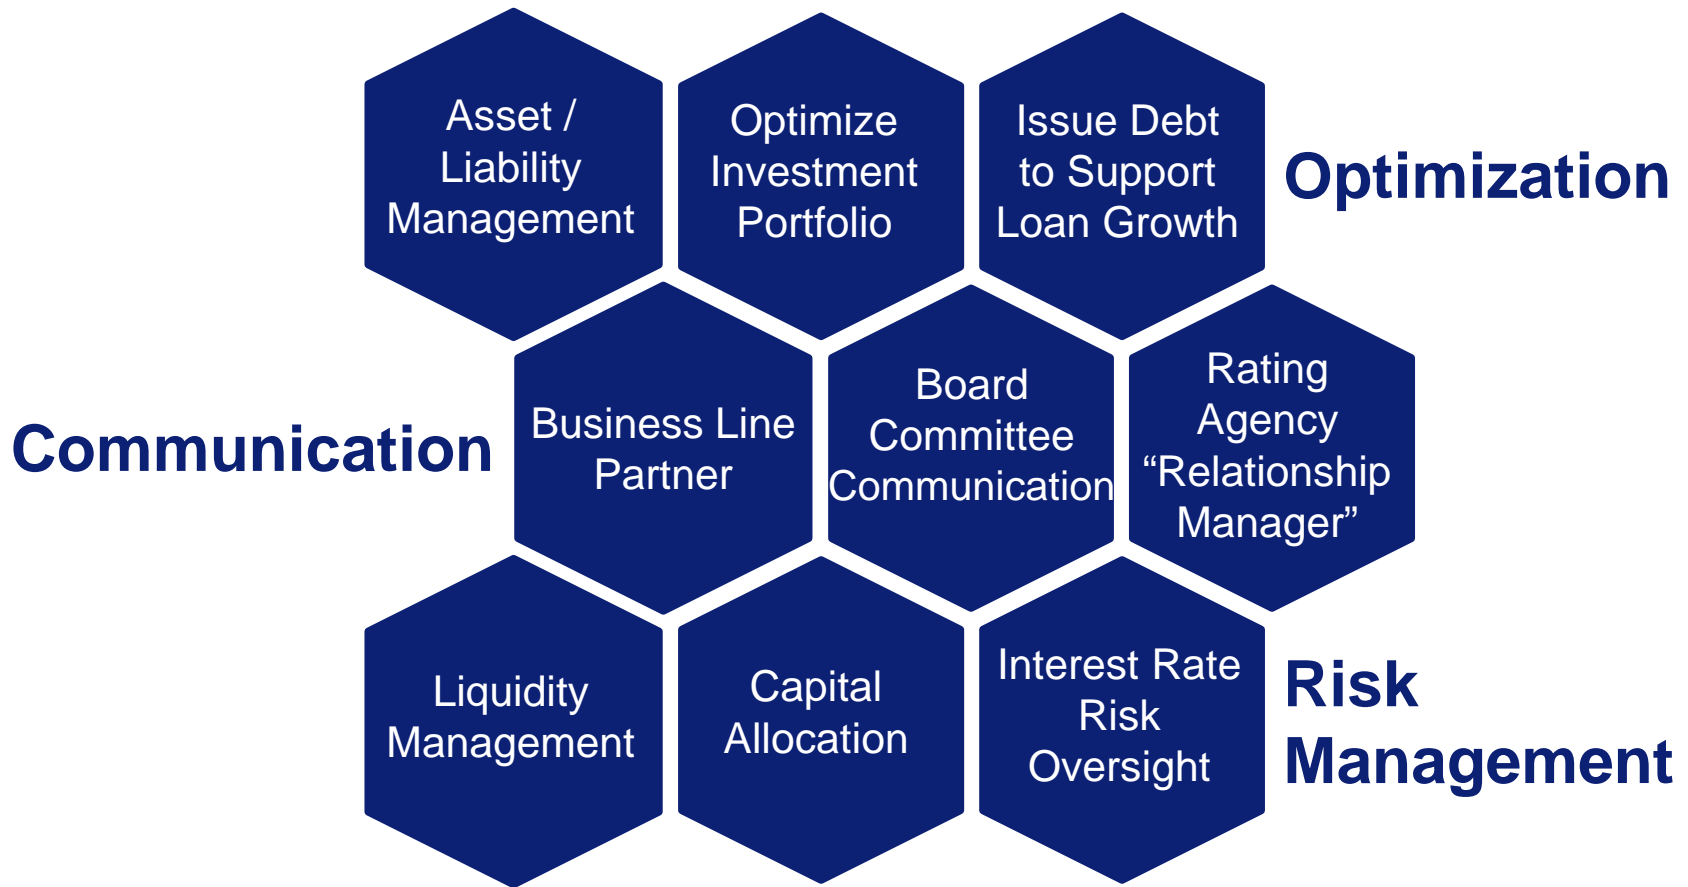 Asset /
Liability
Management
Optimize
Investment
Portfolio
Issue Debt
to Support
Loan Growth
Optimization
Communication
Business Line
Partner
Board
Committee
Communication
Rating
Agency
“Relationship
Manager”
Liquidity
Management
Capital
Allocation
Interest Rate
Risk
Oversight
Risk
Management